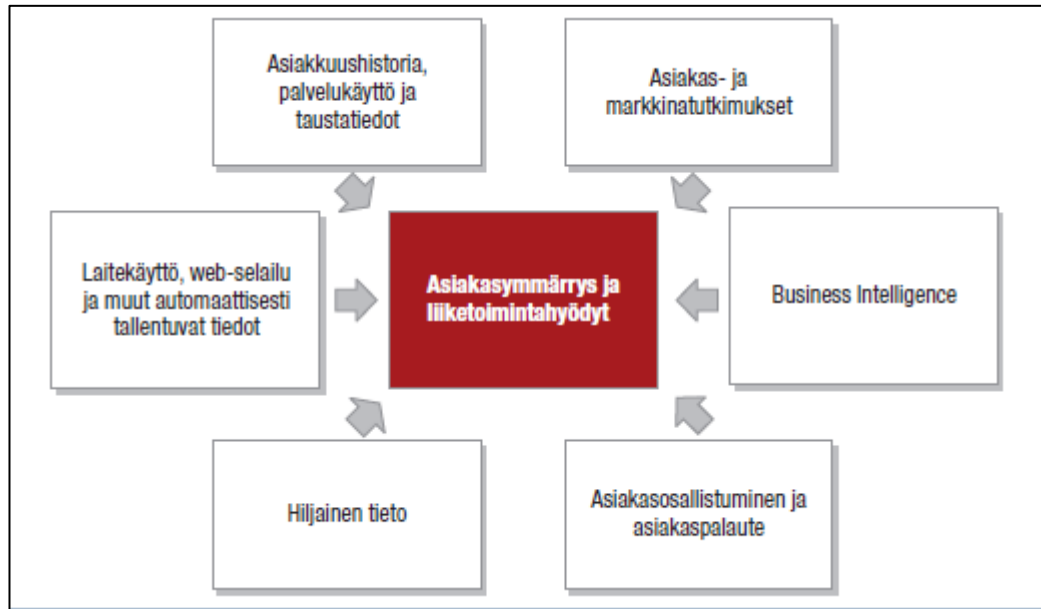 Asiakkuushistoria,
palvelukäyttö ja
taustatiedot
Asiakas- ja
markkinatutkimukset
Laitekäyttö, web-selailu
ja muut automaattisesti
tallentuvat tiedot
Asiakasymmärrys ja
liiketoimintahyödyt
Business Intelligence
Hiljainen tieto
Asiakasosallistuminen ja
asiakaspalaute